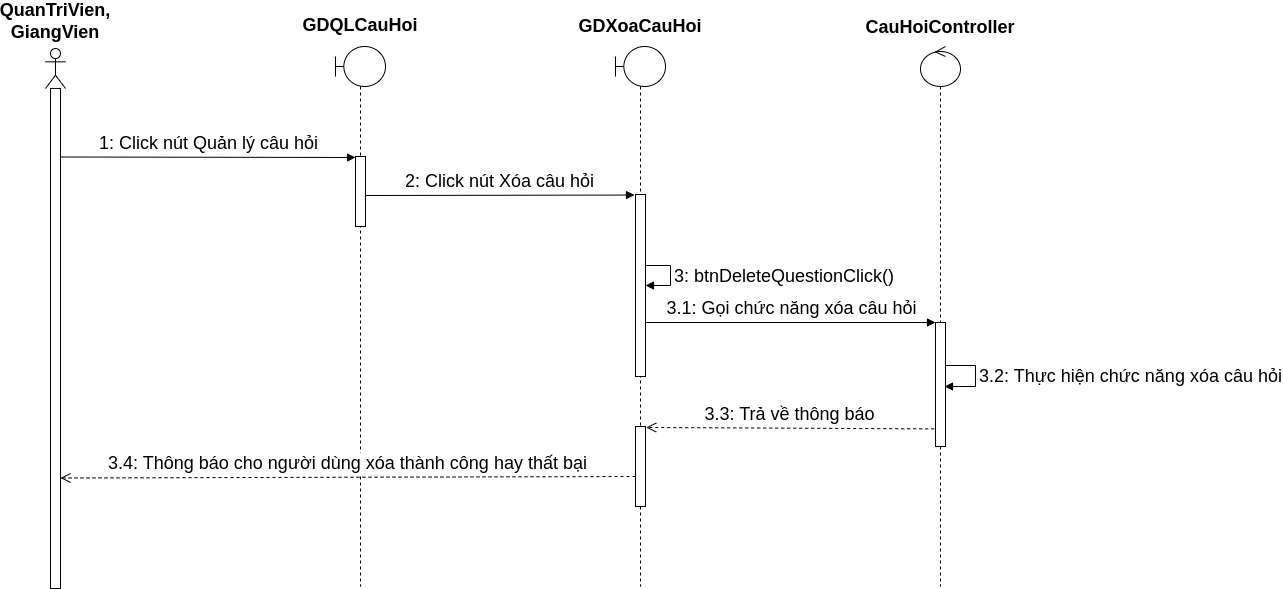 QuanTriVien,
GiangVien
GDQLCauHoi
GDXoaCauHoi
CauHoiController
1: Click nút Quản lý câu hỏi
2: Click nút Xóa câu hỏi
3: btnDeleteQuestionClick()
3.1: Gọi chức năng xóa câu hỏi
3.2: Thực hiện chức năng xóa câu hỏi
3.3: Trả về thông báo
3.4: Thông báo cho người dùng xóa thành công hay thất bại